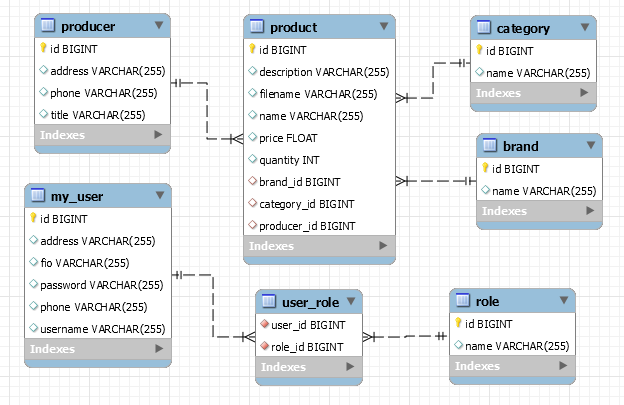 producer
id BIGINT
address VARCHAR(255)
phone VARCHAR(255)
title VARCHAR(255)
Indexes
product
id BIGINT
description VARCHAR(255)
filename VARCHAR(255)
name VARCHAR(255)
price FLOAT
quantity INT
brand_id BIGINT
category_id BIGINT
producer_id BIGINT
Indexes
category
id BIGINT
name VARCHAR(255)
Indexes
brand
id BIGINT
name VARCHAR(255)
Indexes
my_user
id BIGINT
address VARCHAR(255)
fio VARCHAR(255)
password VARCHAR(255)
phone VARCHAR(255)
username VARCHAR(255)
Indexes
user_role
user_id BIGINT
role_id BIGINT
Indexes
role
id BIGINT
name VARCHAR(255)
Indexes